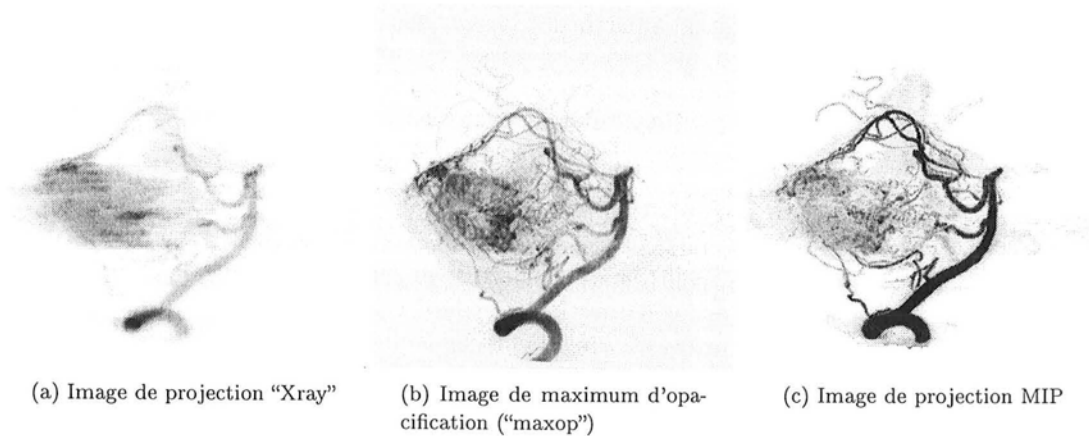 (a) Image de projection “Xray”
(b) Image de maximum d'opa-
cification (“maxop”)
(c) Image de projection MIP